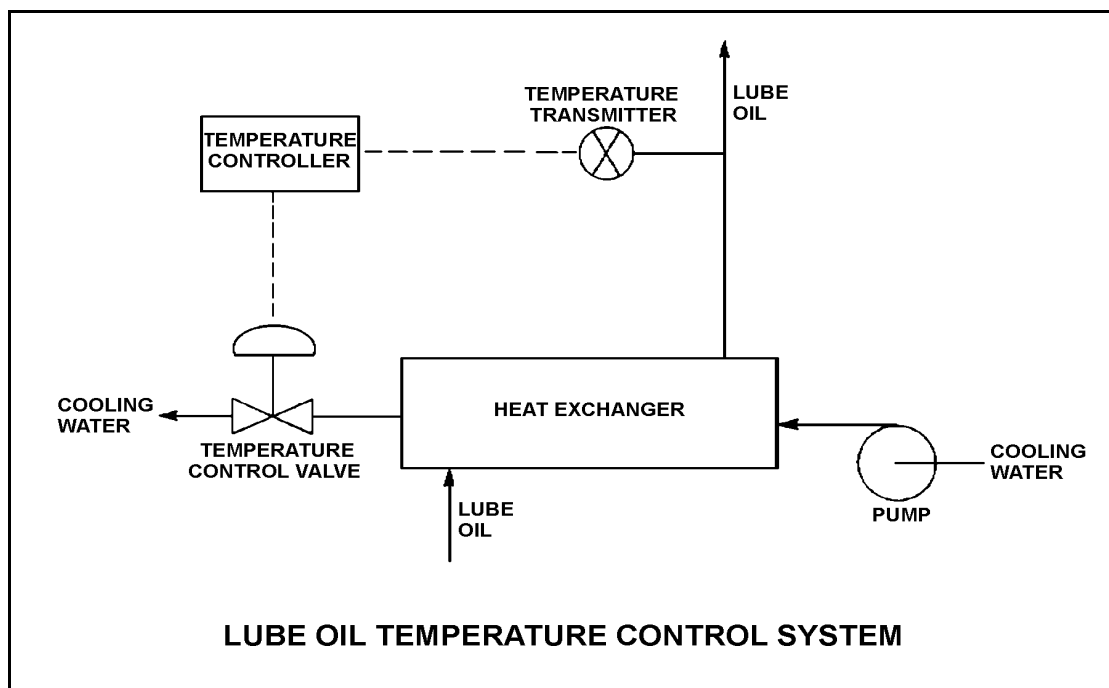 LUBE
OIL
TEMPERATURE
TRANSMITTER
TEMPERATURE
CONTROLLER
COOLING
WATER
TEMPERATURE
CONTROL VALVE
HEAT EXCHANGER
COOLING
WATER
PUMP
LUBE
OIL
LUBE OIL TEMPERATURE CONTROL SYSTEM